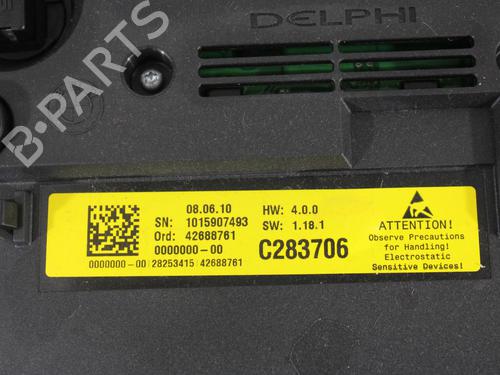 DELPHI
B-PARTS
08.06.10
SN: 1015907493
Ord: 42688761
0000000-00
HW: 4.0.0
SW: 1.18.1
C283706
0000000-00 28253415 42688761
ATTENTION!
Observe Precautions
for Handling!
Electrostatic
Sensitive Devices!